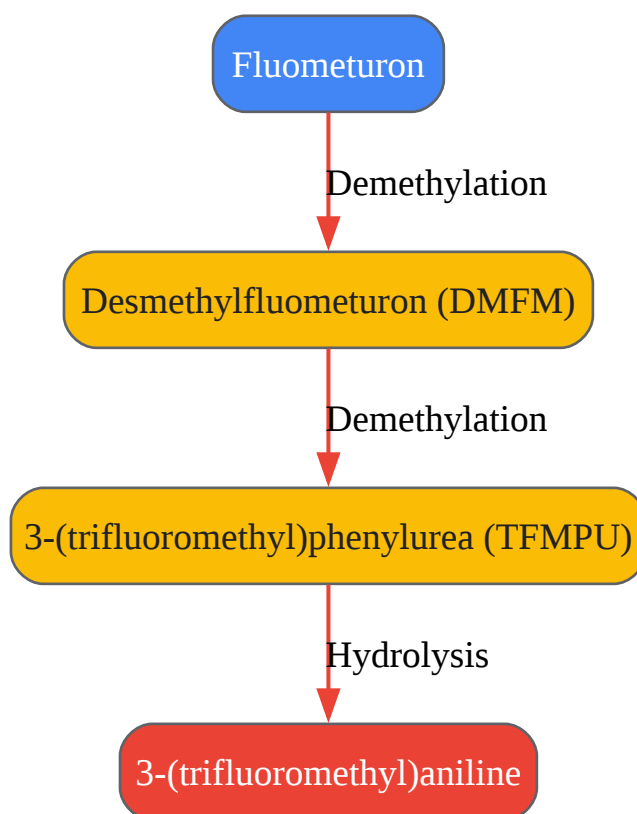 Fluometuron
Demethylation
Desmethylfluometuron (DMFM)
Demethylation
3-(trifluoromethyl)phenylurea (TFMPU)
Hydrolysis
3-(trifluoromethyl)aniline